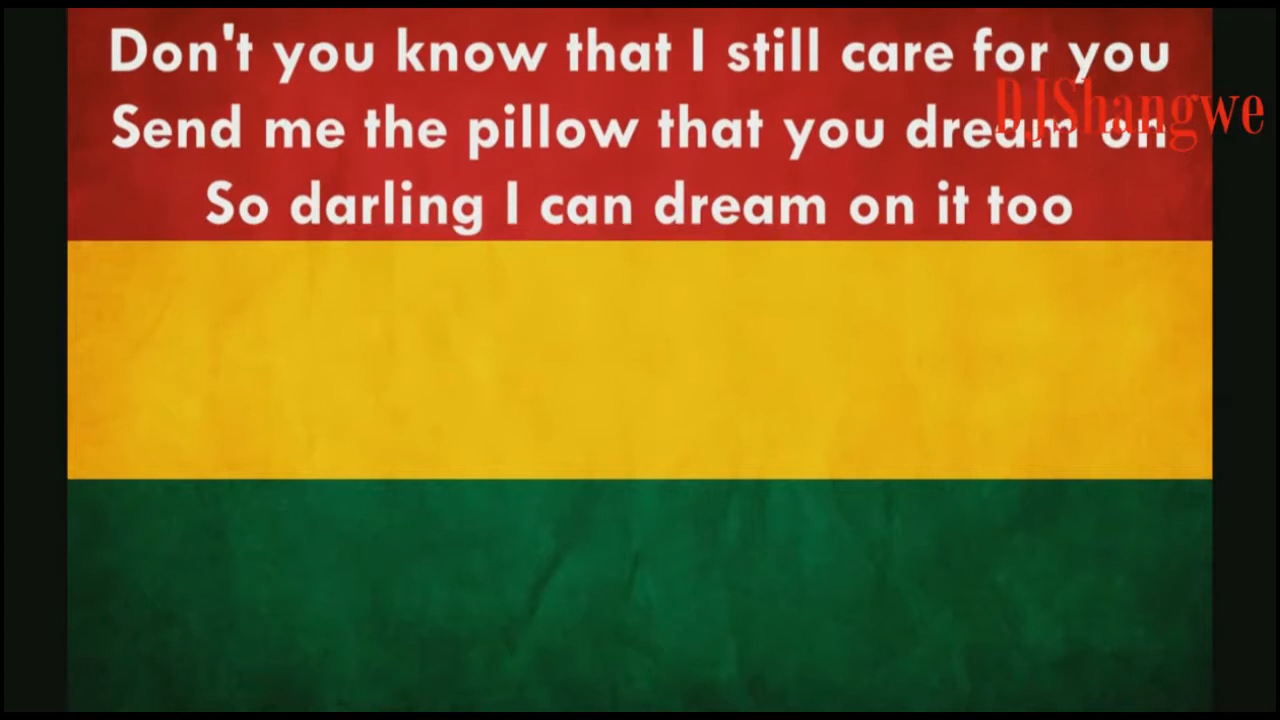 Don't you know that I still care for you
Send me the pillow that you dream on
So darling I can dream on it too
DJShangwe